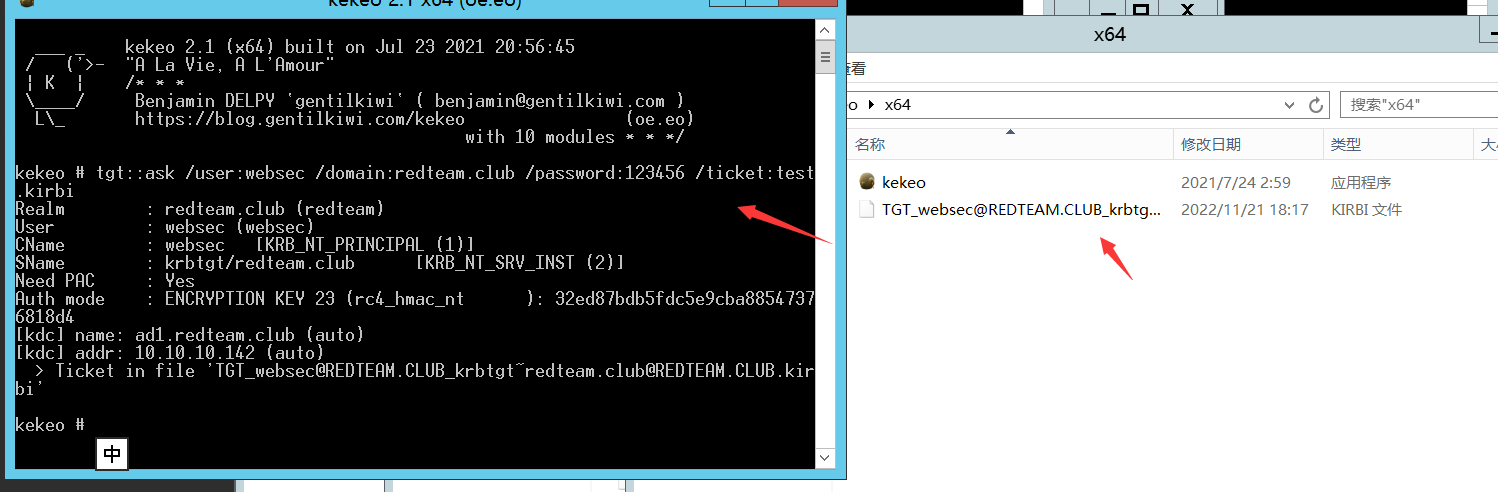 kekeo 2.1 x64 (oe.eo)
___ _ kekeo 2.1 (x64) built on Jul 23 2021 20:56:45
/ ('>- "A La Vie, A L'Amour"
| K | /* * *
\____/ Benjamin DELPY `gentilkiwi` ( benjamin@gentilkiwi.com )
L\_ https://blog.gentilkiwi.com/kekeo (oe.eo)
with 10 modules * * */
kekeo # tgt::ask /user:websec /domain:redteam.club /password:123456 /ticket:test
.kirbi
Realm : redteam.club (redteam)
User : websec (websec)
CName : websec [KRB_NT_PRINCIPAL (1)]
SName : krbtgt/redteam.club [KRB_NT_SRV_INST (2)]
Need PAC : Yes
Auth mode : ENCRYPTION KEY 23 (rc4_hmac_nt ): 32ed87bdb5fdc5e9cba8854737
6818d4
[kdc] name: ad1.redteam.club (auto)
[kdc] addr: 10.10.10.142 (auto)
> Ticket in file 'TGT_websec@REDTEAM.CLUB_krbtgt~redteam.club@REDTEAM.CLUB.kir
bi'
kekeo #
中
x64
查看
eo ▸ x64
搜索"x64"
名称 修改日期 类型 大小
kekeo 2021/7/24 2:59 应用程序
TGT_websec@REDTEAM.CLUB_krbtg... 2022/11/21 18:17 KIRBI 文件